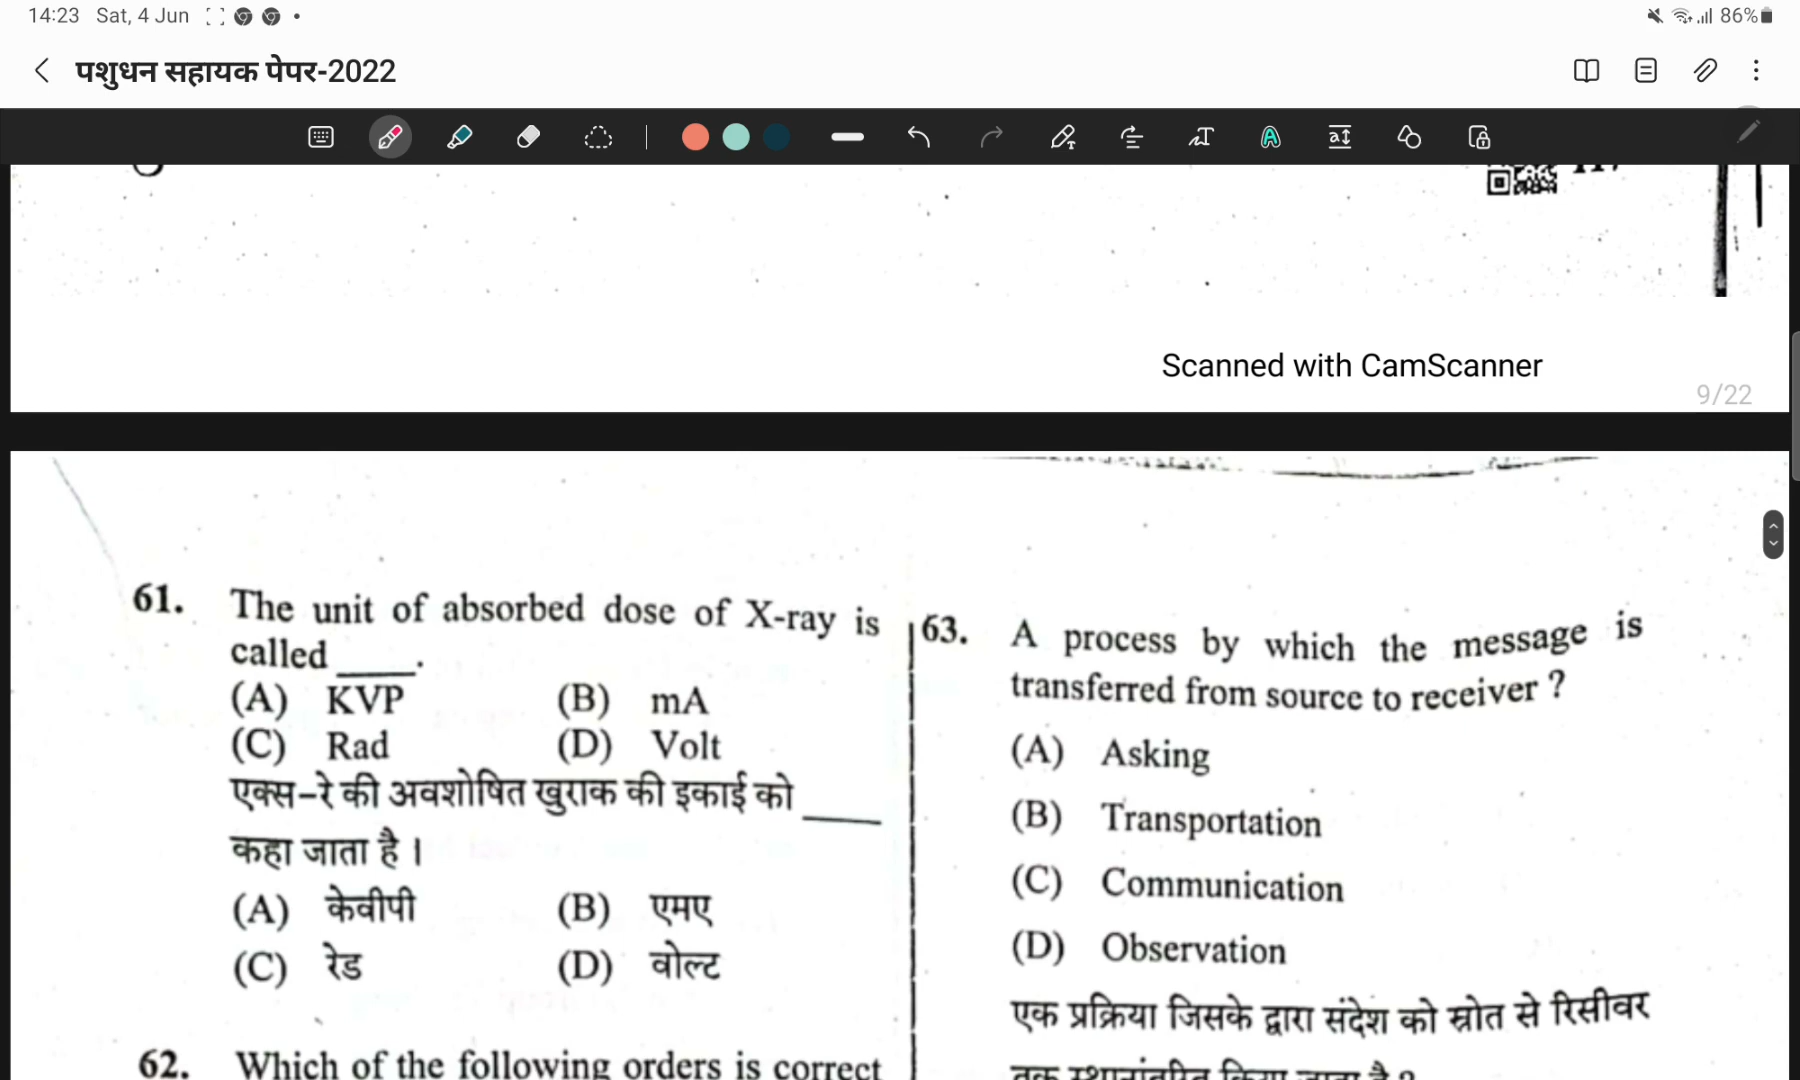 14:23 Sat, 4 Jun
86%
पशुधन सहायक पेपर-2022
Scanned with CamScanner
9/22
61. The unit of absorbed dose of X-ray is
called ____.
(A) KVP (B) mA
(C) Rad (D) Volt
एक्स-रे की अवशोषित खुराक की इकाई को ____
कहा जाता है ।
(A) केवीपी (B) एमए
(C) रेड (D) वोल्ट
62. Which of the following orders is correct
63. A process by which the message is
transferred from source to receiver ?
(A) Asking
(B) Transportation
(C) Communication
(D) Observation
एक प्रक्रिया जिसके द्वारा संदेश को स्रोत से रिसीवर
तक स्थानांतरित किया जाता है ?